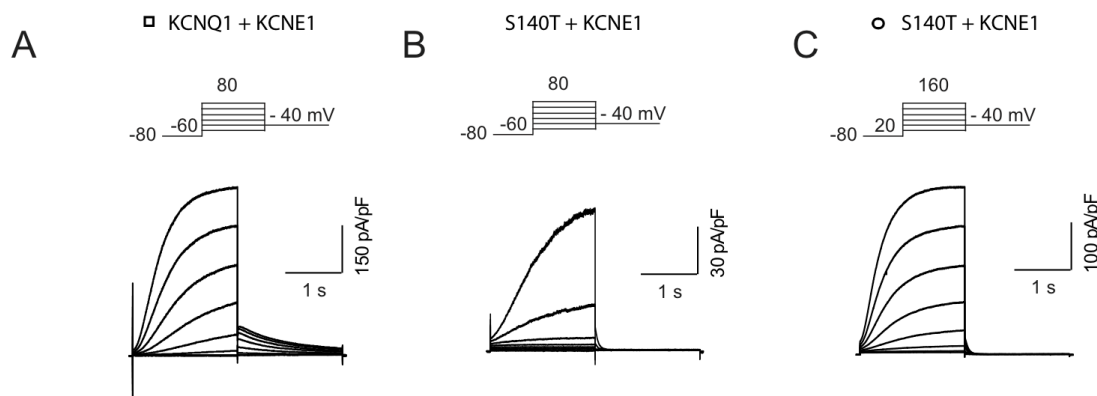 KCNQ1 + KCNE1
S140T + KCNE1
S140T + KCNE1
A
B
C
80
-80
-60
- 40 mV
80
-80
-60
- 40 mV
160
-80
20
- 40 mV
150 pA/pF
1 s
30 pA/pF
1 s
100 pA/pF
1 s